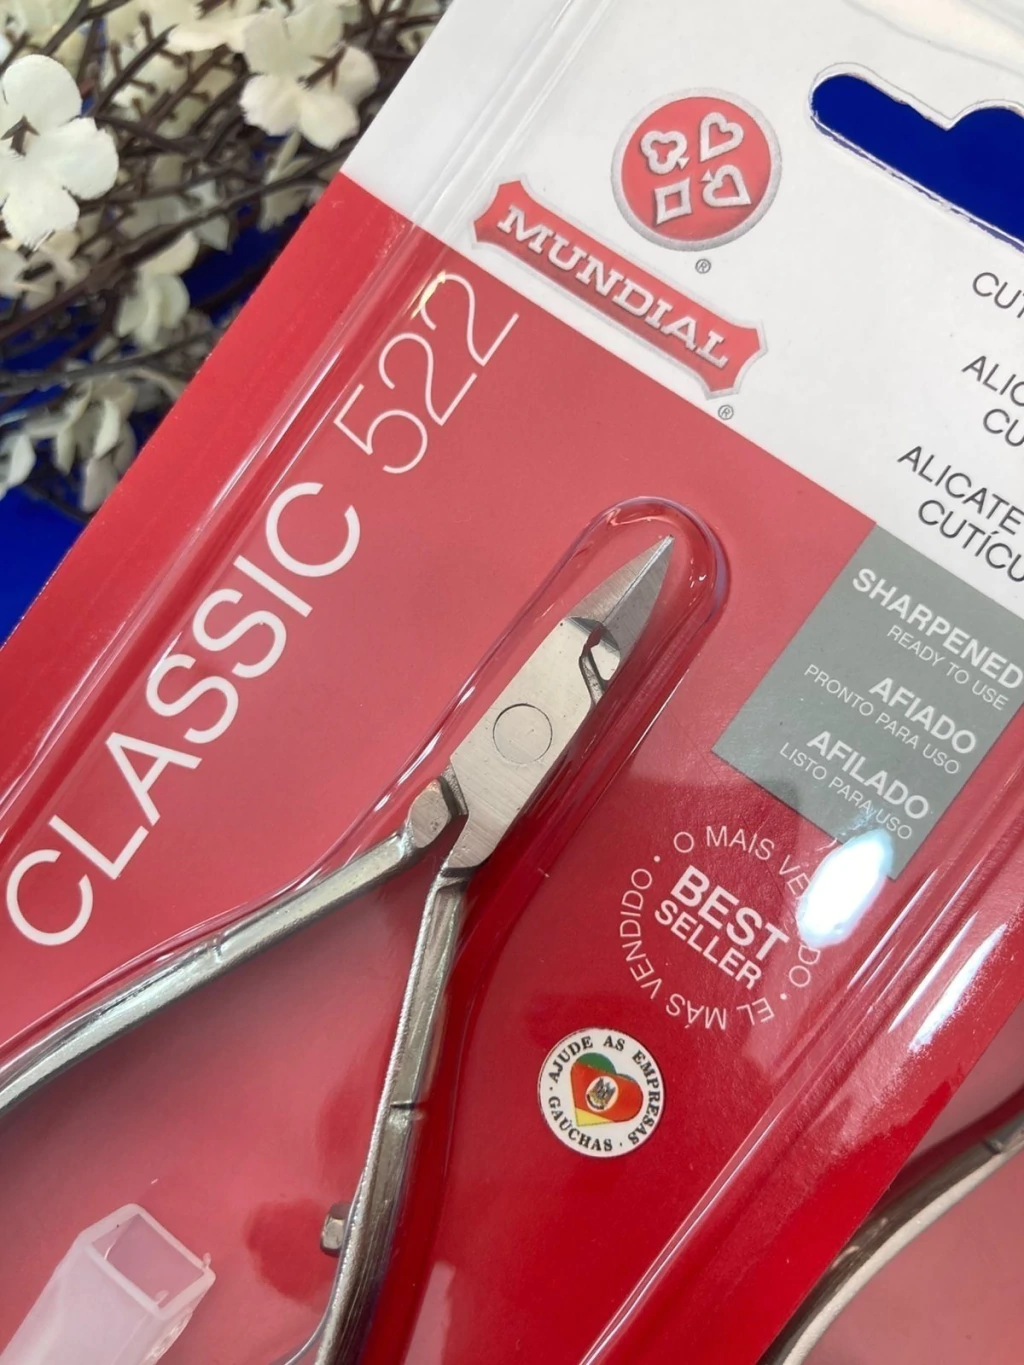 MUNDIAL
CLASSIC 522
ALICATE
SHARPENED
READY TO USE
AFIADO
PRONTO PARA USO
AFILADO
LISTO PARA USO
O MAIS
BEST
SELLER
EL MÁS VENDIDO
AJUDE AS EMPRESAS
GAÚCHAS